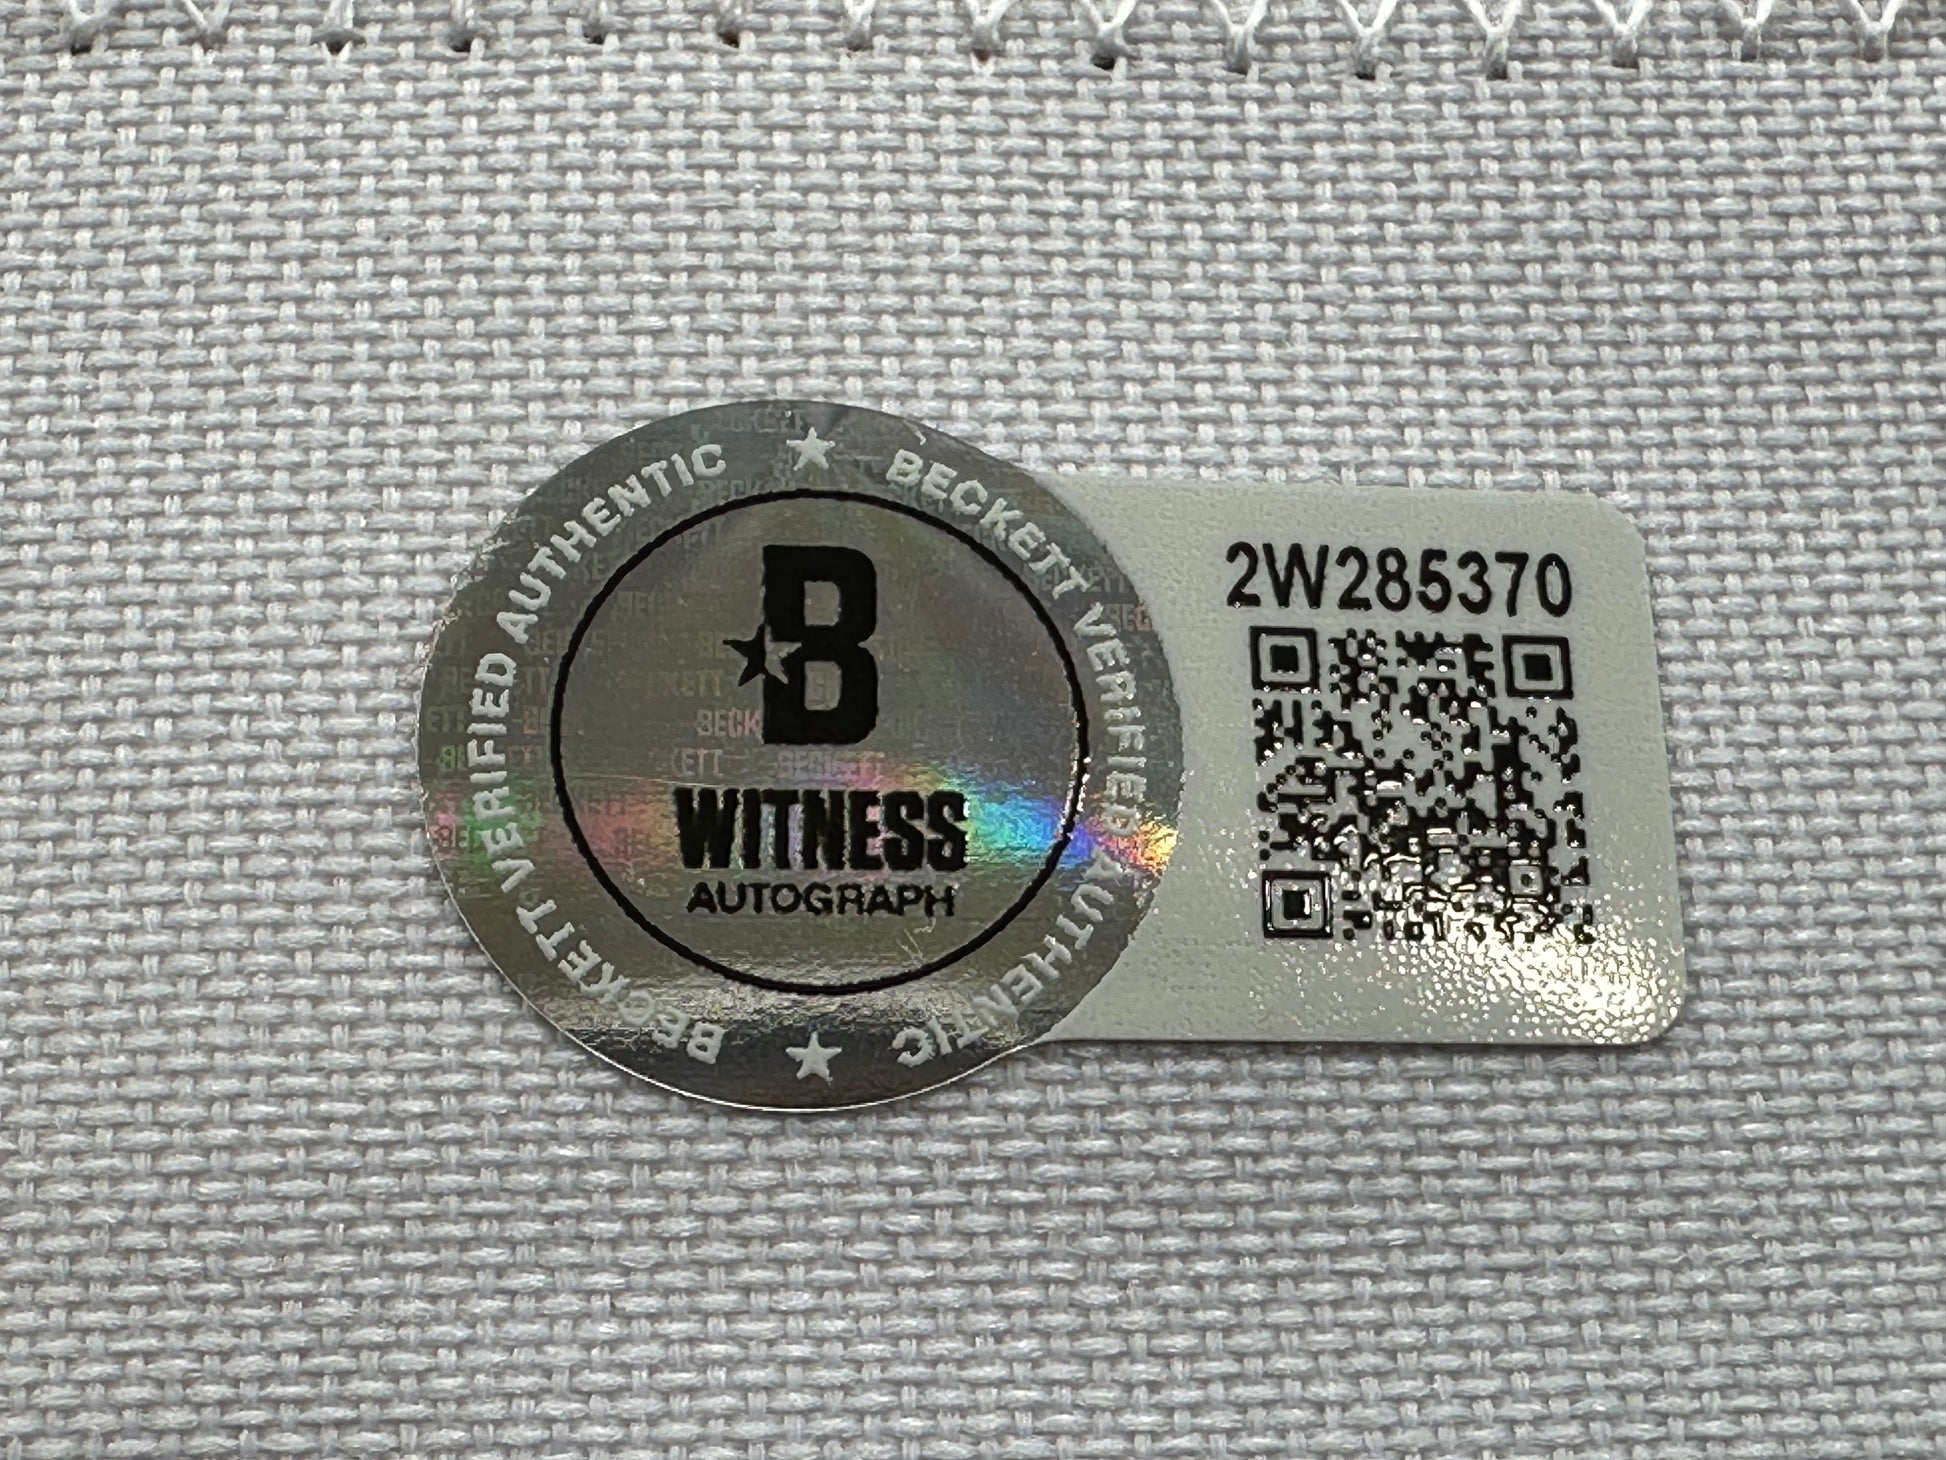 BECKETT VERIFIED AUTHENTIC ★ BECKETT VERIFIED AUTHENTIC ★
B
WITNESS
AUTOGRAPH
2W285370